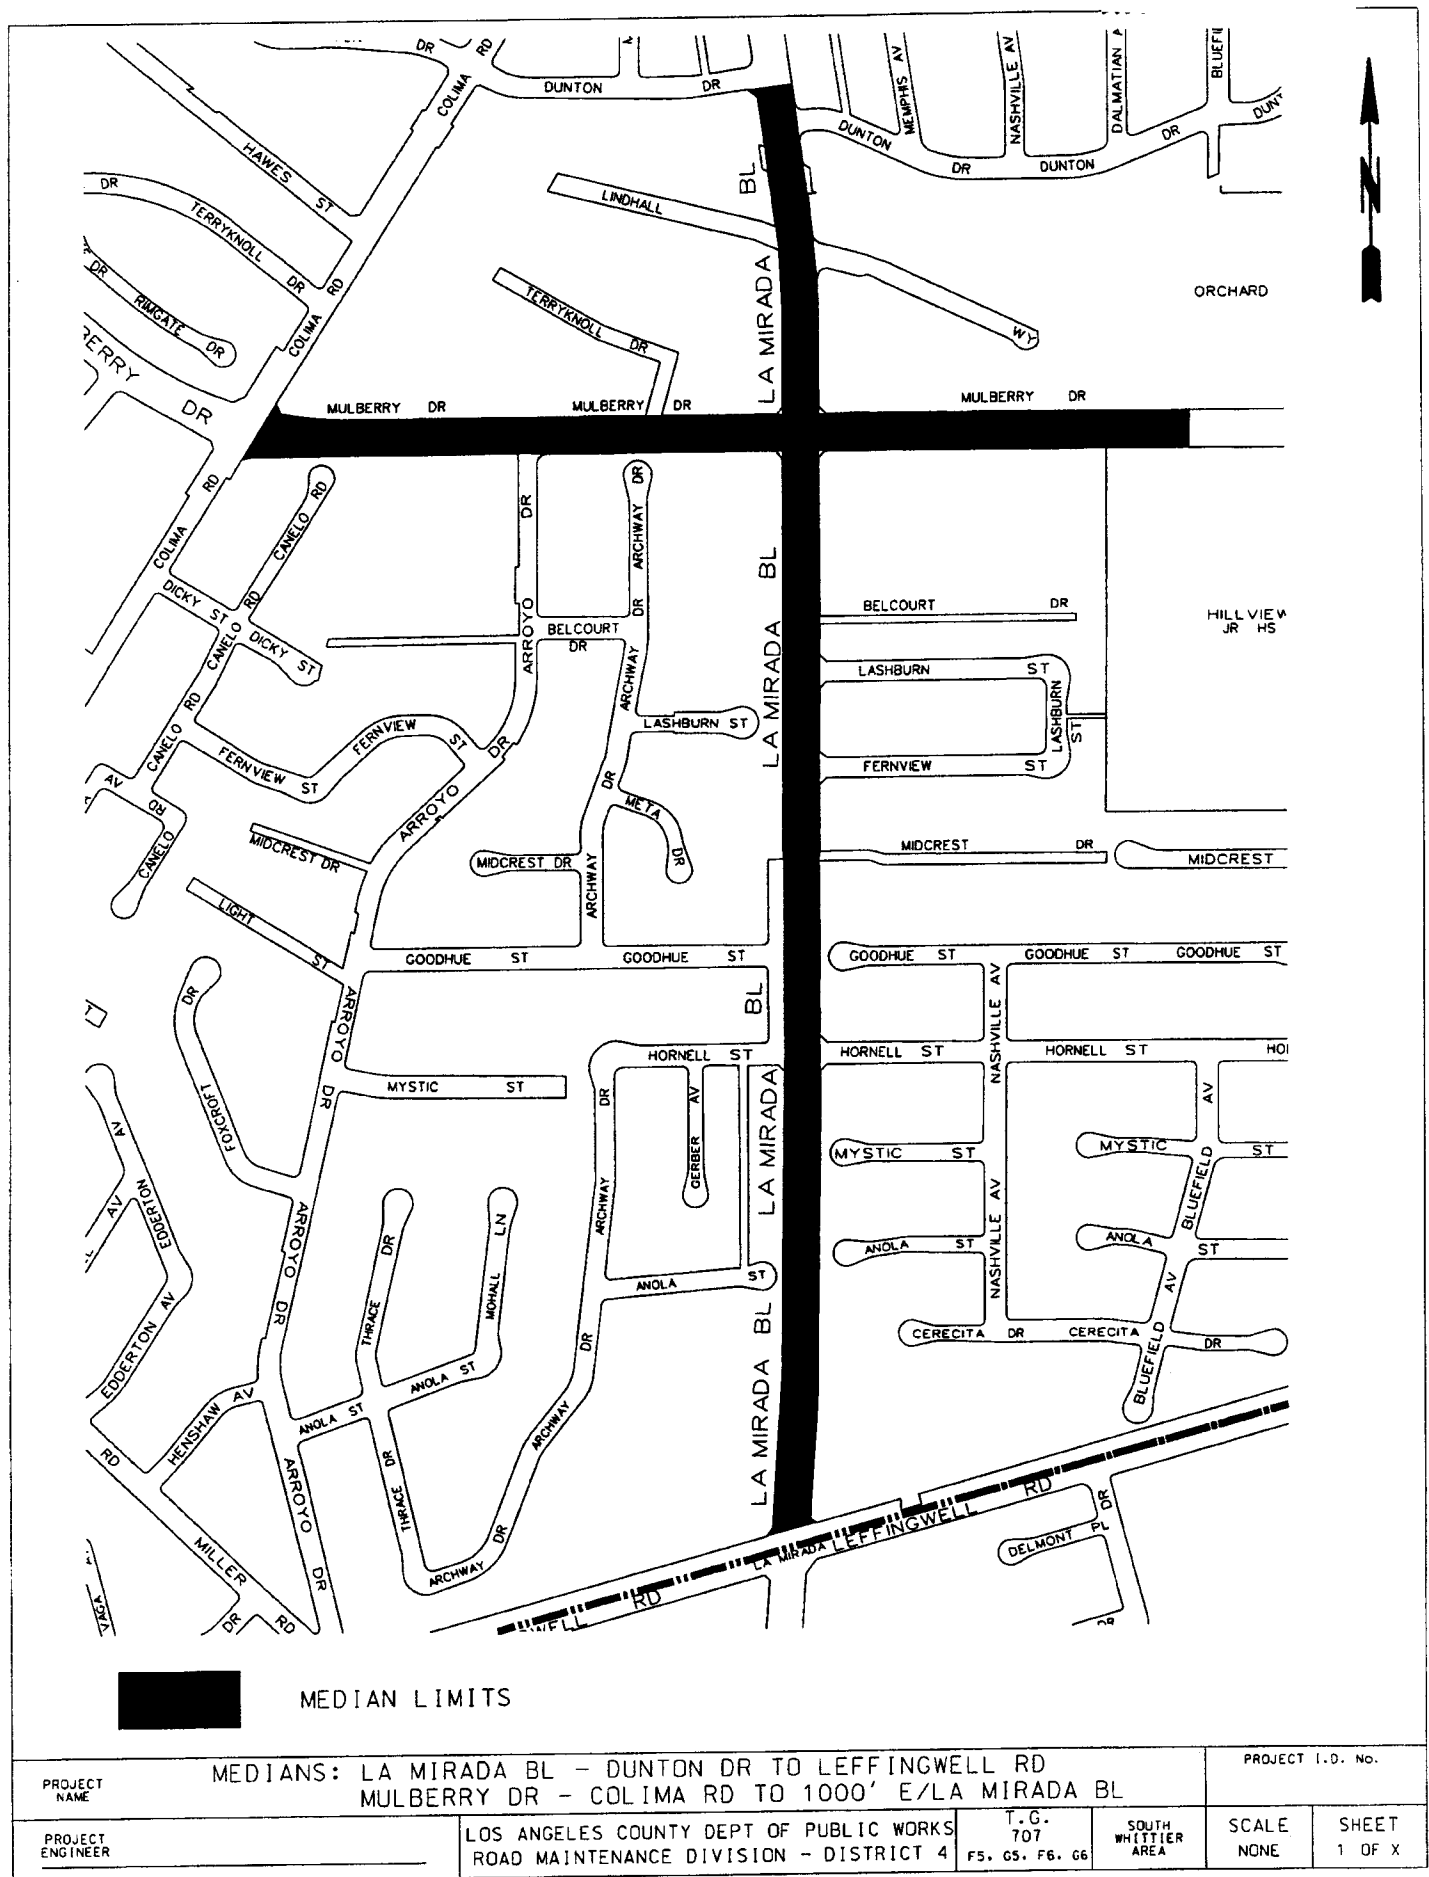 DR
RD
COLIMA
DUNTON DR
MEMPHIS AV
NASHVILLE AV
DALMATIAN
DUNTON DR DUNTON DR
HAWES ST
BL
LINDHALL
WY
DR
TERRYKNOLL DR
COLIMA RD
DR
RIMGATE DR
TERRYKNOLL DR
LA MIRADA
ORCHARD
DR
MULBERRY DR
MULBERRY DR
MULBERRY DR
COLIMA RD
CANELO RD
DR
ARCHWAY DR
BL
LA MIRADA
DICKY ST
RD
CANELO
DICKY ST
ARROYO
BELCOURT
DR
DR
ARCHWAY
BELCOURT DR
HILLVIEW
JR HS
LASHBURN ST
LASHBURN ST
LASHBURN ST
CANELO RD
FERNVIEW ST
FERNVIEW ST
DR
ARROYO
DR
META DR
FERNVIEW ST
AV
RD
CANELO
MIDCREST DR
MIDCREST DR
ARCHWAY
MIDCREST DR
MIDCREST
LIGHT ST
GOODHUE ST
GOODHUE ST
GOODHUE ST
GOODHUE ST
GOODHUE ST
DR
FOXCROFT
ARROYO DR
BL
LA MIRADA
HORNELL ST
HORNELL ST
HORNELL ST
NASHVILLE AV
MYSTIC ST
DR
GERBER AV
AV
MYSTIC ST
MYSTIC ST
AV
AV
EDDERTON
ARROYO DR
THRACE DR
MOHALL LN
ARCHWAY
NASHVILLE AV
BLUEFIELD
ANOLA ST
ANOLA ST
ANOLA ST
EDDERTON AV
BL
LA MIRADA
DR
CERECITA DR CERECITA DR
BLUEFIELD AV
HENSHAW AV
ANOLA ST
ANOLA ST
ARROYO DR
THRACE DR
ARCHWAY
RD
MILLER RD
DR
ARCHWAY DR
LA MIRADA
LEFFINGWELL RD
RD
DELMONT PL
DR
VAGA
MEDIAN LIMITS
PROJECT
NAME
MEDIANS: LA MIRADA BL - DUNTON DR TO LEFFINGWELL RD
MULBERRY DR - COLIMA RD TO 1000' E/LA MIRADA BL
PROJECT I.D. No.
PROJECT
ENGINEER
LOS ANGELES COUNTY DEPT OF PUBLIC WORKS
ROAD MAINTENANCE DIVISION - DISTRICT 4
T.G.
707
F5. G5. F6. G6
SOUTH
WHITTIER
AREA
SCALE
NONE
SHEET
1 OF X